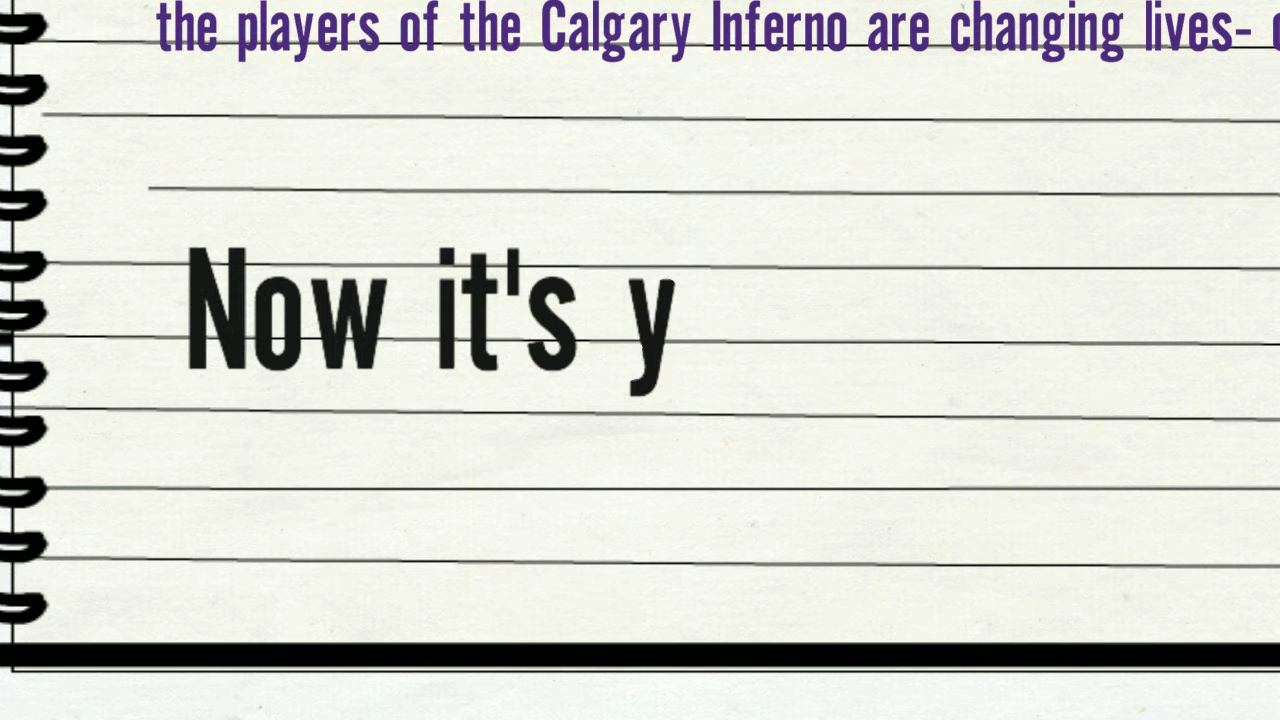 the players of the Calgary Inferno are changing lives-
Now it's y